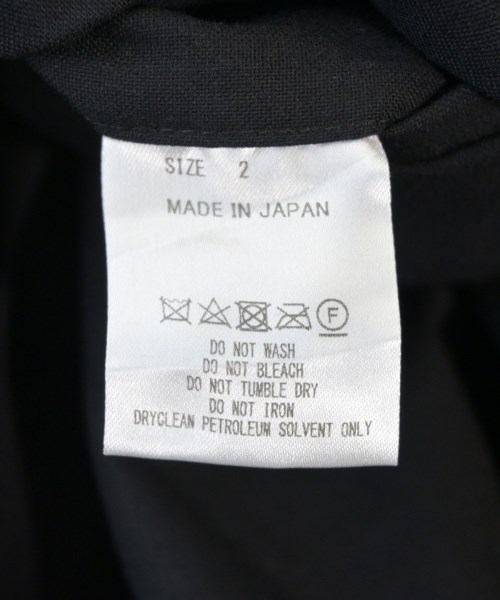 SIZE 2
MADE IN JAPAN
F
DO NOT WASH
DO NOT BLEACH
DO NOT TUMBLE DRY
DO NOT IRON
DRYCLEAN PETROLEUM SOLVENT ONLY